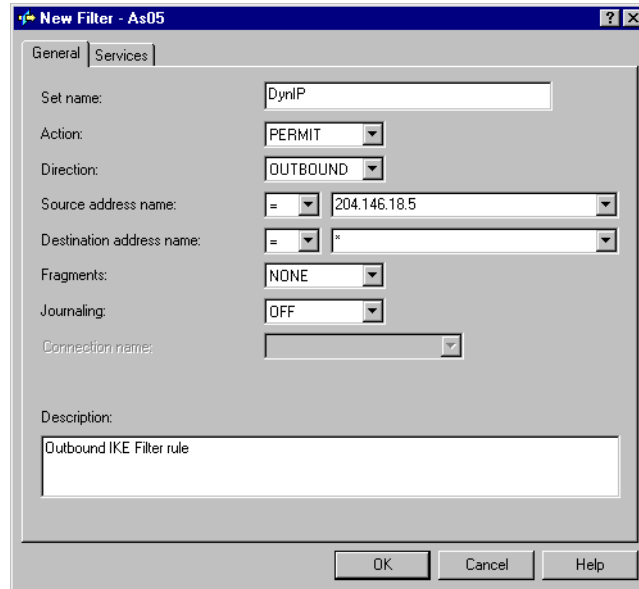 New Filter - As05
General Services
Set name: DynIP
Action: PERMIT
Direction: OUTBOUND
Source address name: = 204.146.18.5
Destination address name: = *
Fragments: NONE
Journaling: OFF
Connection name:
Description:
Outbound IKE Filter rule
OK Cancel Help